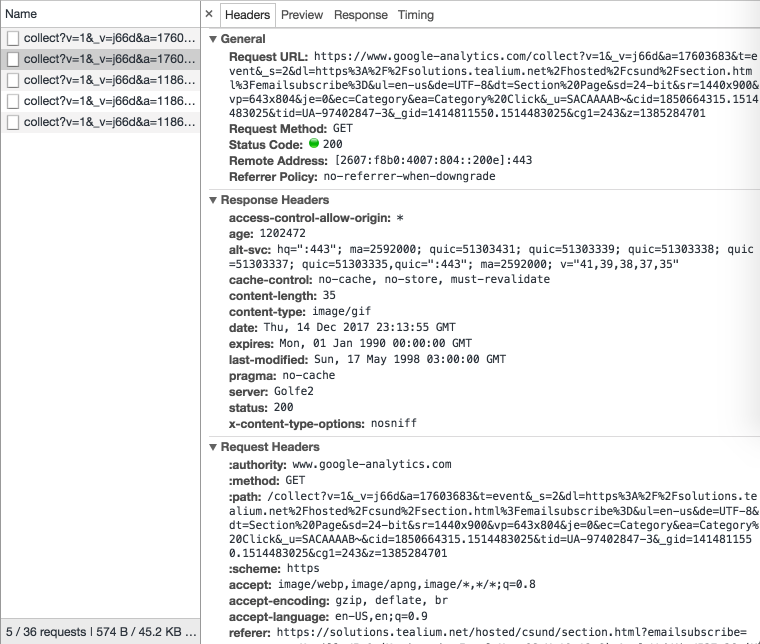 Name
collect?v=1&_v=j66d&a=1760...
collect?v=1&_v=j66d&a=1760...
collect?v=1&_v=j66d&a=1186...
collect?v=1&_v=j66d&a=1186...
collect?v=1&_v=j66d&a=1186...
5 / 36 requests | 574 B / 45.2 KB ...
× Headers Preview Response Timing
▼ General
Request URL: https://www.google-analytics.com/collect?v=1&_v=j66d&a=17603683&t=e
vent&_s=2&dl=https%3A%2F%2Fsolutions.tealium.net%2Fhosted%2Fcsund%2Fsection.htm
l%3Femailsubscribe%3D&ul=en-us&de=UTF-8&dt=Section%20Page&sd=24-bit&sr=1440x900&
vp=643x804&je=0&ec=Category&ea=Category%20Click&_u=SACAAAAB~&cid=1850664315.1514
483025&tid=UA-97402847-3&_gid=1414811550.1514483025&cg1=243&z=1385284701
Request Method: GET
Status Code: 200
Remote Address: [2607:f8b0:4007:804::200e]:443
Referrer Policy: no-referrer-when-downgrade
▼ Response Headers
access-control-allow-origin: *
age: 1202472
alt-svc: hq=":443"; ma=2592000; quic=51303431; quic=51303339; quic=51303338; quic
=51303337; quic=51303335,quic=":443"; ma=2592000; v="41,39,38,37,35"
cache-control: no-cache, no-store, must-revalidate
content-length: 35
content-type: image/gif
date: Thu, 14 Dec 2017 23:13:55 GMT
expires: Mon, 01 Jan 1990 00:00:00 GMT
last-modified: Sun, 17 May 1998 03:00:00 GMT
pragma: no-cache
server: Golfe2
status: 200
x-content-type-options: nosniff
▼ Request Headers
:authority: www.google-analytics.com
:method: GET
:path: /collect?v=1&_v=j66d&a=17603683&t=event&_s=2&dl=https%3A%2F%2Fsolutions.te
alium.net%2Fhosted%2Fcsund%2Fsection.html%3Femailsubscribe%3D&ul=en-us&de=UTF-8&
dt=Section%20Page&sd=24-bit&sr=1440x900&vp=643x804&je=0&ec=Category&ea=Category%
20Click&_u=SACAAAAB~&cid=1850664315.1514483025&tid=UA-97402847-3&_gid=141481155
0.1514483025&cg1=243&z=1385284701
:scheme: https
accept: image/webp,image/apng,image/*,*/*;q=0.8
accept-encoding: gzip, deflate, br
accept-language: en-US,en;q=0.9
referer: https://solutions.tealium.net/hosted/csund/section.html?emailsubscribe=